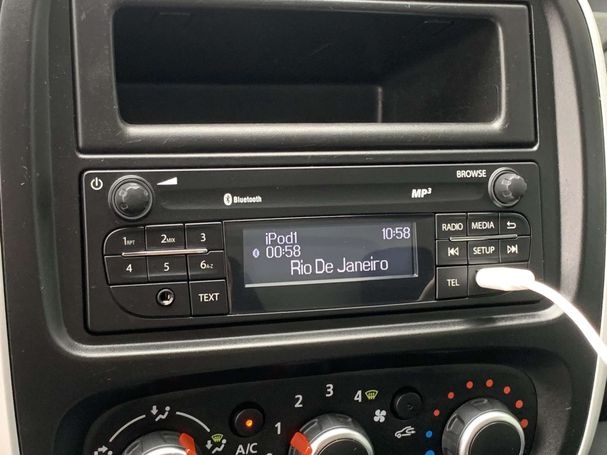 BROWSE
Bluetooth
MP3
1RPT
2MIX
3
4
5
6A-Z
TEXT
iPod1
10:58
00:58
Rio De Janeiro
RADIO
MEDIA
SETUP
TEL
A/C
1
2
3
4